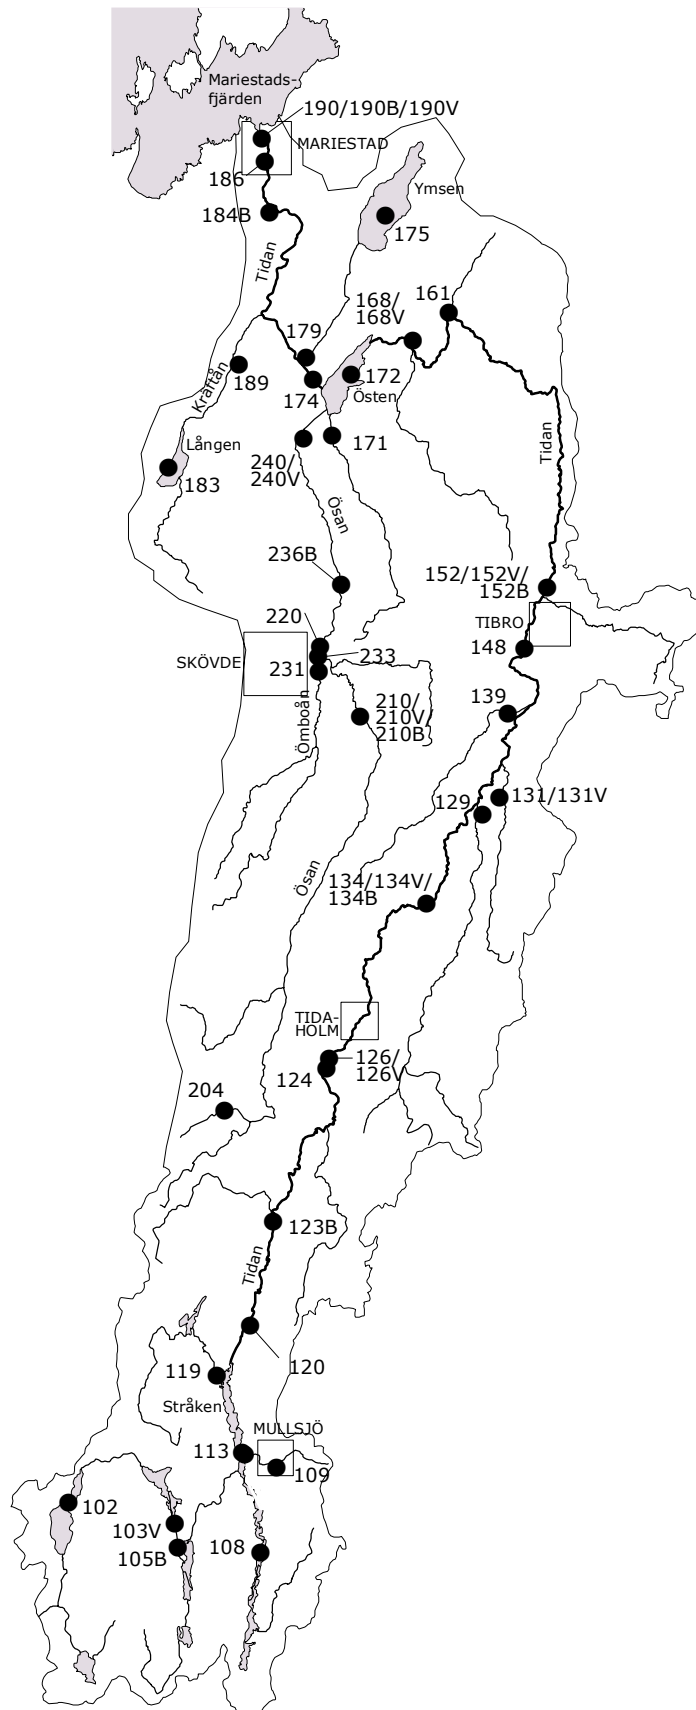 Mariestads-
fjärden
190/190B/190V
MARIESTAD
186
Ymsen
184B
175
Tidan
168/
168V
161
179
189
Kräftån
172
174
Östen
Lången
183
240/
240V
171
Tidan
Ösan
236B
152/152V/
152B
220
TIBRO
SKÖVDE
233
148
231
210/
210V/
210B
139
Ömboån
131/131V
129
Ösan
134/134V/
134B
TIDA-
HOLM
126/
126V
124
204
123B
Tidan
120
119
Stråken
MULLSJÖ
113
109
102
103V
105B
108